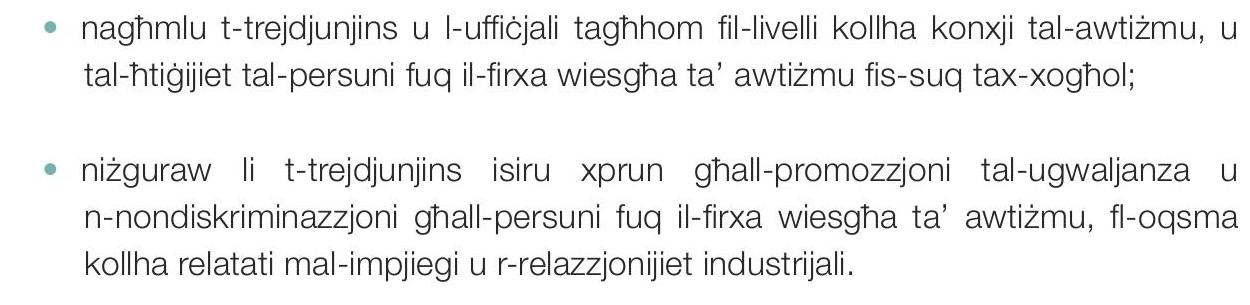 • nagħmlu t-trejdjunjins u l-uffiċjali tagħhom fil-livelli kollha konxji tal-awtiżmu, u
tal-ħtiġijiet tal-persuni fuq il-firxa wiesgħa ta’ awtiżmu fis-suq tax-xogħol;
• niżguraw li t-trejdjunjins isiru xprun għall-promozzjoni tal-ugwaljanza u
n-nondiskriminazzjoni għall-persuni fuq il-firxa wiesgħa ta’ awtiżmu, fl-oqsma
kollha relatati mal-impjiegi u r-relazzjonijiet industrijali.